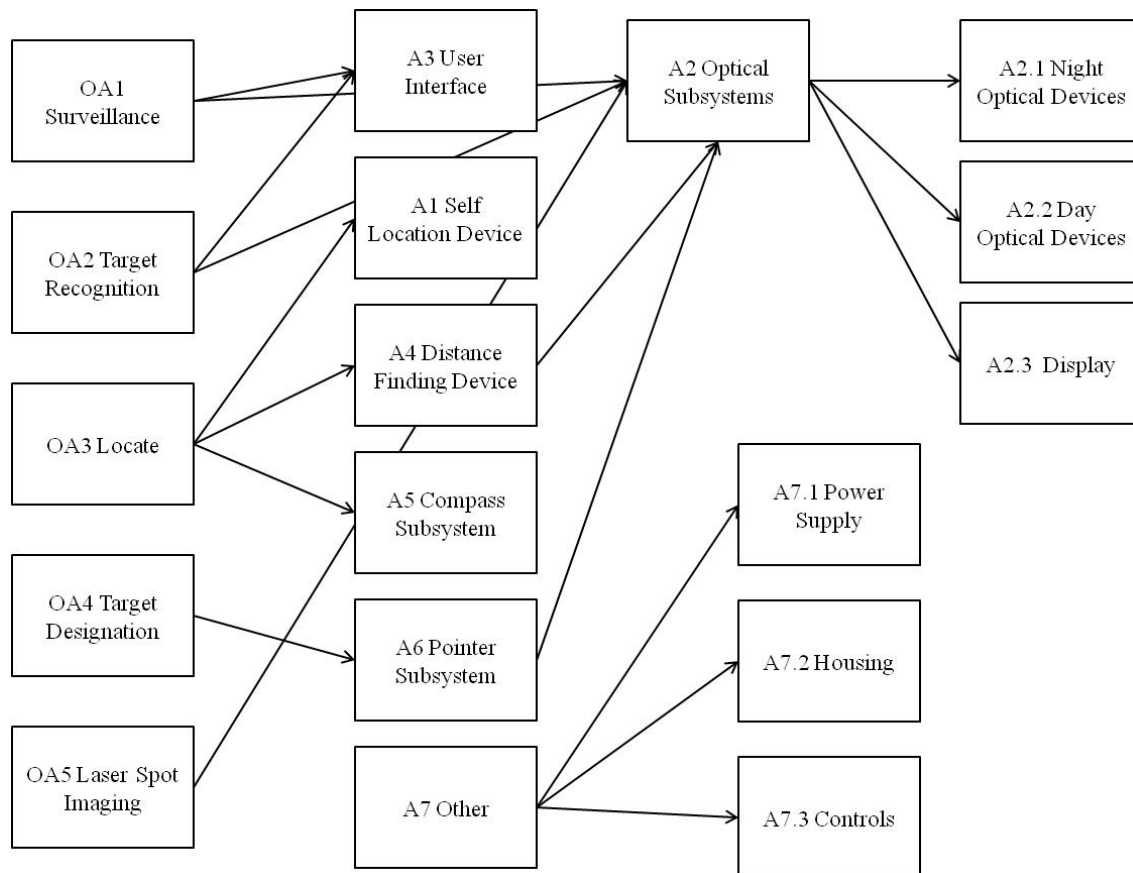 OA1
Surveillance
OA2 Target
Recognition
OA3 Locate
OA4 Target
Designation
OA5 Laser Spot
Imaging
A3 User
Interface
A1 Self
Location Device
A4 Distance
Finding Device
A5 Compass
Subsystem
A6 Pointer
Subsystem
A7 Other
A2 Optical
Subsystems
A7.1 Power
Supply
A7.2 Housing
A7.3 Controls
A2.1 Night
Optical Devices
A2.2 Day
Optical Devices
A2.3 Display